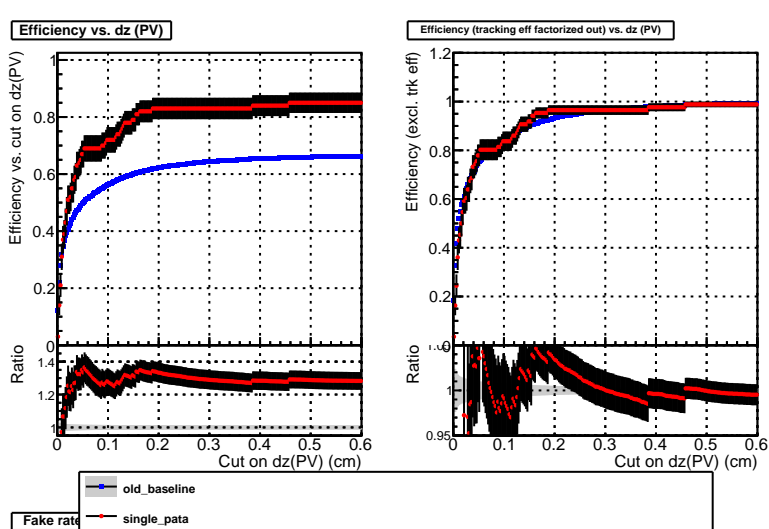 Efficiency vs. dz (PV)
Efficiency vs. cut on dz(PV)
1
0.8
0.6
0.4
0.2
0
Ratio
1.4
1.2
1
0 0.1 0.2 0.3 0.4 0.5 0.6
Cut on dz(PV) (cm)
Efficiency (tracking eff factorized out) vs. dz (PV)
Efficiency (excl. trk eff)
1.2
1
0.8
0.6
0.4
0.2
Ratio
1
0.95
0 0.1 0.2 0.3 0.4 0.5 0.6
Cut on dz(PV) (cm)
old_baseline
single_pata
Fake rate